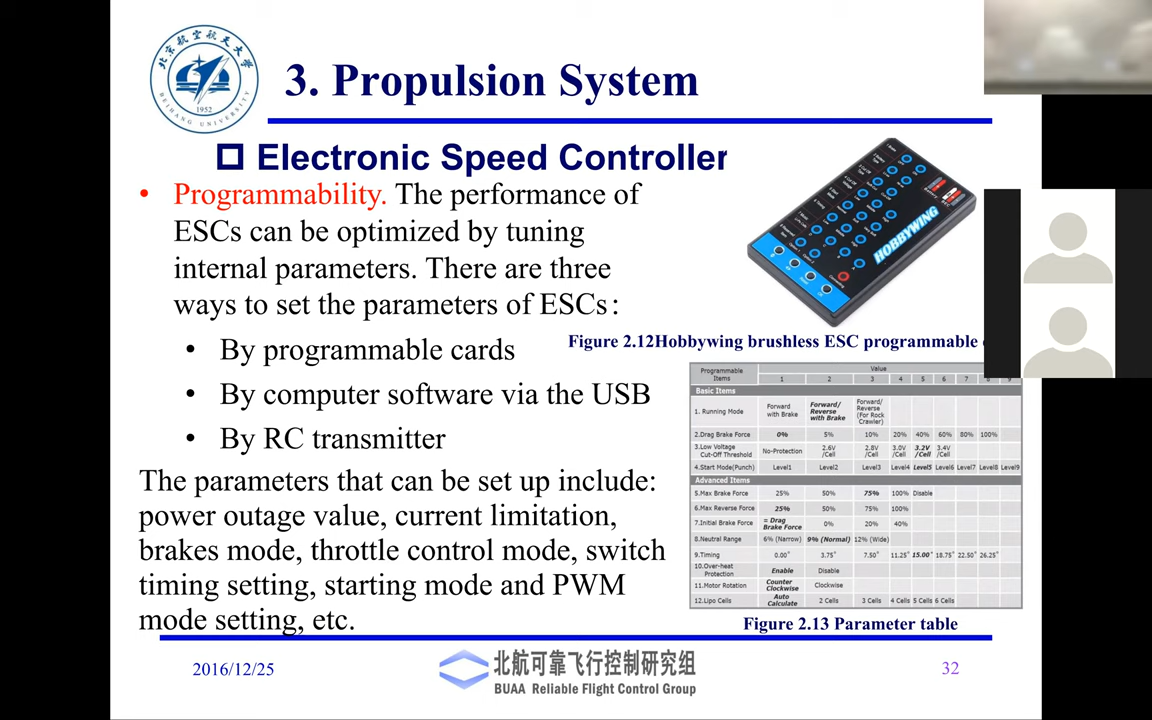 北京航空航天大学
1952
BEIHANG UNIVERSITY
3. Propulsion System
Electronic Speed Controller
• Programmability. The performance of
ESCs can be optimized by tuning
internal parameters. There are three
ways to set the parameters of ESCs:
• By programmable cards
• By computer software via the USB
• By RC transmitter
The parameters that can be set up include:
power outage value, current limitation,
brakes mode, throttle control mode, switch
timing setting, starting mode and PWM
mode setting, etc.
HOBBYWING
Figure 2.12Hobbywing brushless ESC programmable
Programmable Items Value
1 2 3 4 5 6 7 8 9
Basic Items
1. Running Mode Forward with Brake Forward/ Reverse with Brake Forward/ Reverse (For Rock Crawler)
2.Drag Brake Force 0% 5% 10% 20% 40% 60% 80% 100%
3.Low Voltage Cut-Off Threshold No-Protection 2.6V /Cell 2.8V /Cell 3.0V /Cell 3.2V /Cell 3.4V /Cell
4.Start Mode(Punch) Level1 Level2 Level3 Level4 Level5 Level6 Level7 Level8 Level9
Advanced Items
5.Max Brake Force 25% 50% 75% 100% Disable
6.Max Reverse Force 25% 50% 75% 100%
7.Initial Brake Force = Drag Brake Force 0% 20% 40%
8.Neutral Range 6% (Narrow) 9% (Normal) 12% (Wide)
9.Timing 0.00° 3.75° 7.50° 11.25° 15.00° 18.75° 22.50° 26.25°
10.Over-heat Protection Enable Disable
11.Motor Rotation Counter Clockwise Clockwise
12.Lipo Cells Auto Calculate 2 Cells 3 Cells 4 Cells 5 Cells 6 Cells
Figure 2.13 Parameter table
2016/12/25
北航可靠飞行控制研究组
BUAA Reliable Flight Control Group
32